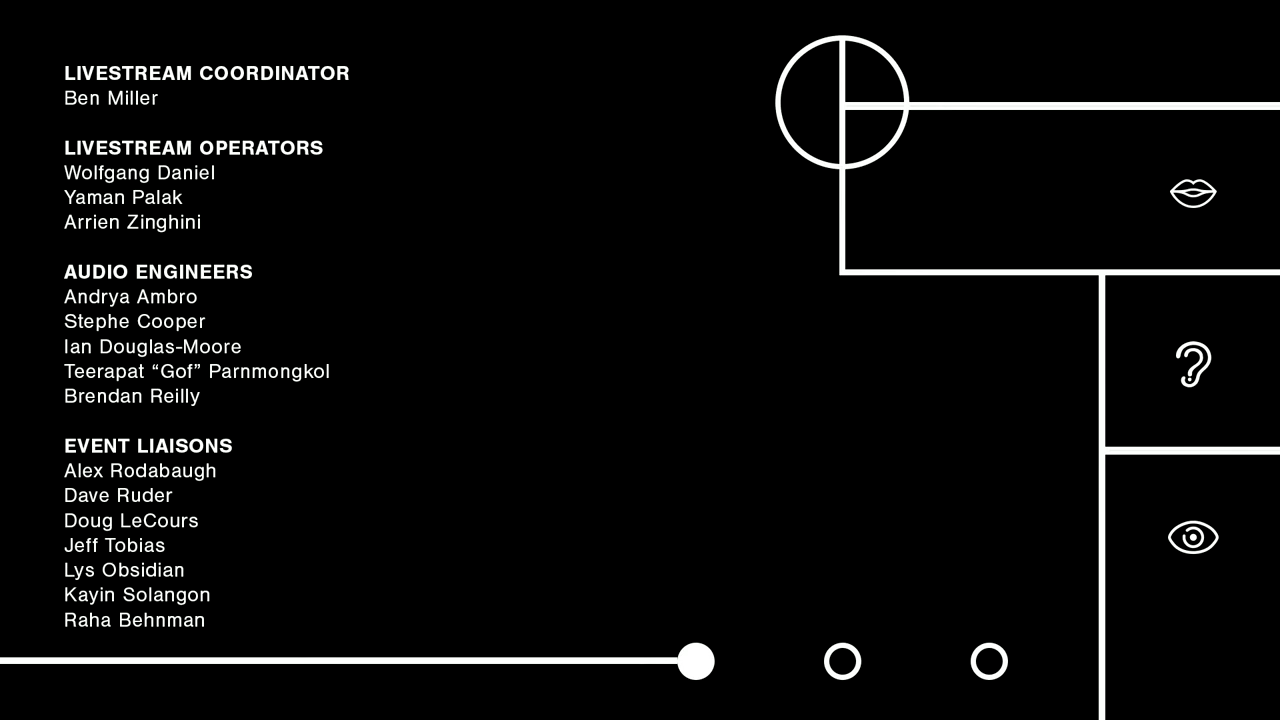 LIVESTREAM COORDINATOR
Ben Miller
LIVESTREAM OPERATORS
Wolfgang Daniel
Yaman Palak
Arrien Zinghini
AUDIO ENGINEERS
Andrya Ambro
Stephe Cooper
Ian Douglas-Moore
Teerapat “Gof” Parnmongkol
Brendan Reilly
EVENT LIAISONS
Alex Rodabaugh
Dave Ruder
Doug LeCours
Jeff Tobias
Lys Obsidian
Kayin Solangon
Raha Behnman